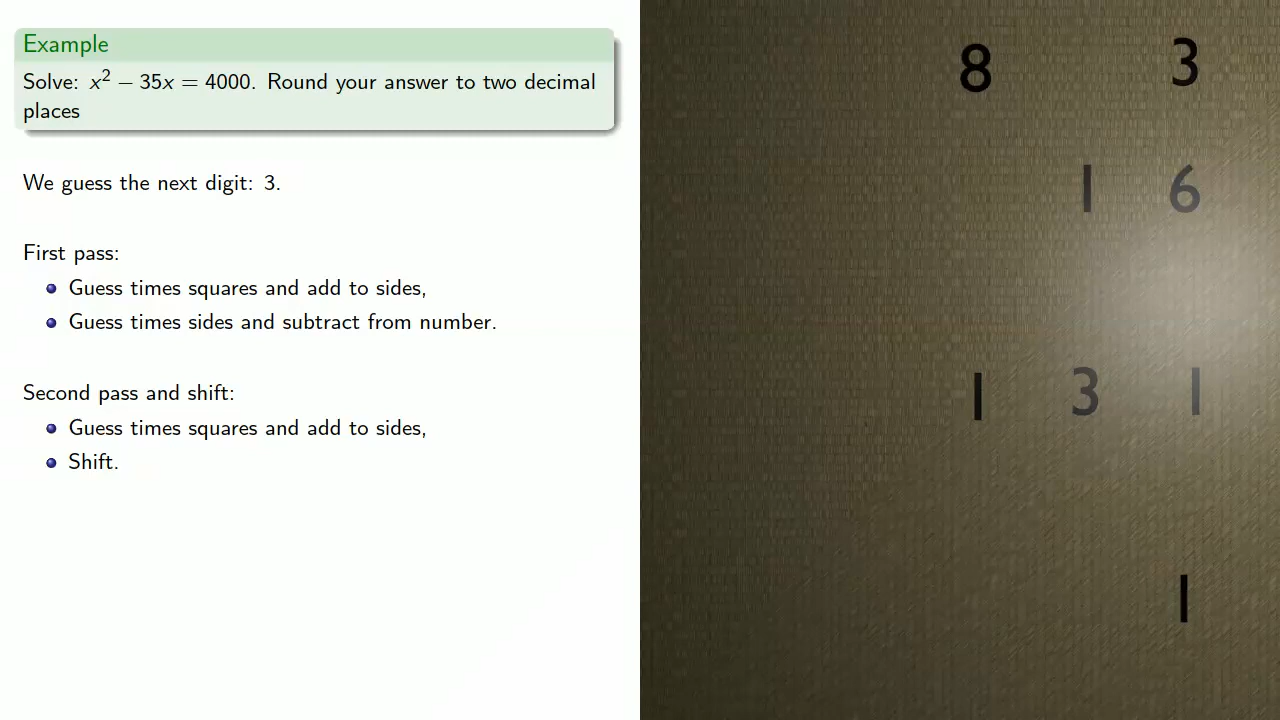 Example
Solve: x² − 35x = 4000. Round your answer to two decimal
places
We guess the next digit: 3.
First pass:
Guess times squares and add to sides,
Guess times sides and subtract from number.
Second pass and shift:
Guess times squares and add to sides,
Shift.
8 3
1 6
1 3 1
1